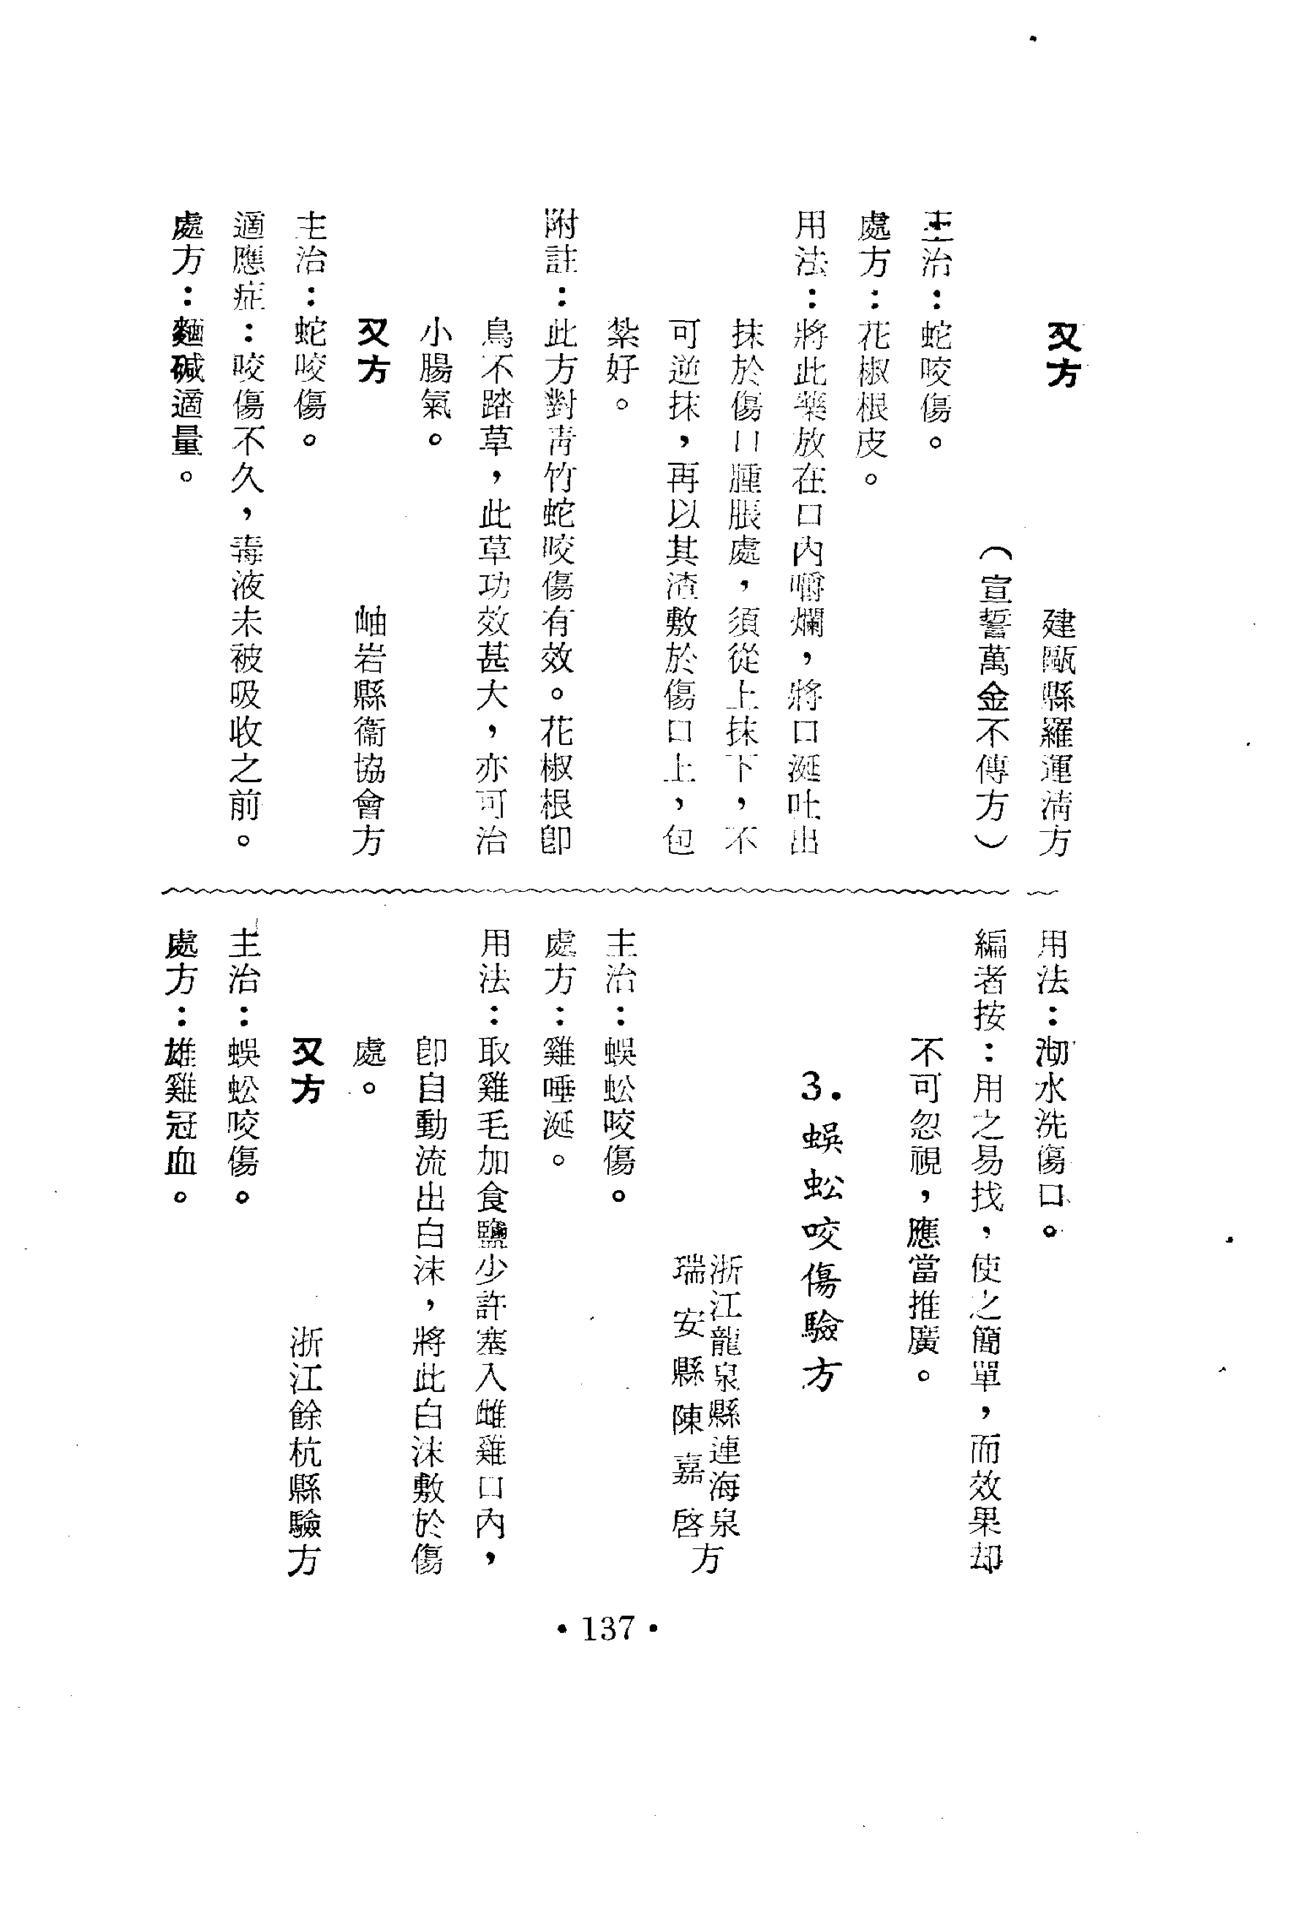 又方　建甌縣羅運清方
（宣誓萬金不傳方）
主治：蛇咬傷。
處方：花椒根皮。
用法：將此藥放在口內嚼爛，將口涎吐出
抹於傷口腫脹處，須從上抹下，不
可逆抹，再以其渣敷於傷口上，包
紮好。
附註：此方對青竹蛇咬傷有效。花椒根卽
鳥不踏草，此草功效甚大，亦可治
小腸氣。
又方　岫岩縣衞協會方
主治：蛇咬傷。
適應症：咬傷不久，毒液未被吸收之前。
處方：麵碱適量。
用法：沏水洗傷口。
編者按：用之易找，使之簡單，而效果却
不可忽視，應當推廣。
3.蜈蚣咬傷驗方
浙江龍泉縣連海泉
瑞安縣陳嘉啓方
主治：蜈蚣咬傷。
處方：雞唾涎。
用法：取雞毛加食鹽少許塞入雌雞口內，
卽自動流出白沫，將此白沫敷於傷
處。
又方　浙江餘杭縣驗方
主治：蜈蚣咬傷。
處方：雄雞冠血。
·137·